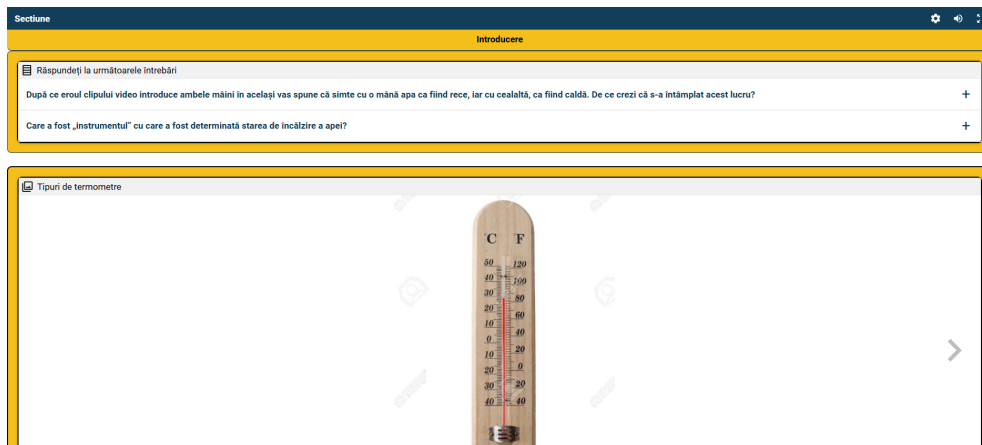 Sectiune
Introducere
Răspundeți la următoarele întrebări
După ce eroul clipului video introduce ambele mâini în același vas spune că simte cu o mână apa ca fiind rece, iar cu cealaltă, ca fiind caldă. De ce crezi că s-a întâmplat acest lucru?
Care a fost „instrumentul” cu care a fost determinată starea de încălzire a apei?
Tipuri de termometre
°C °F
50 120
40 100
30 80
20 60
10 40
0 20
10 0
20 20
30 40
40